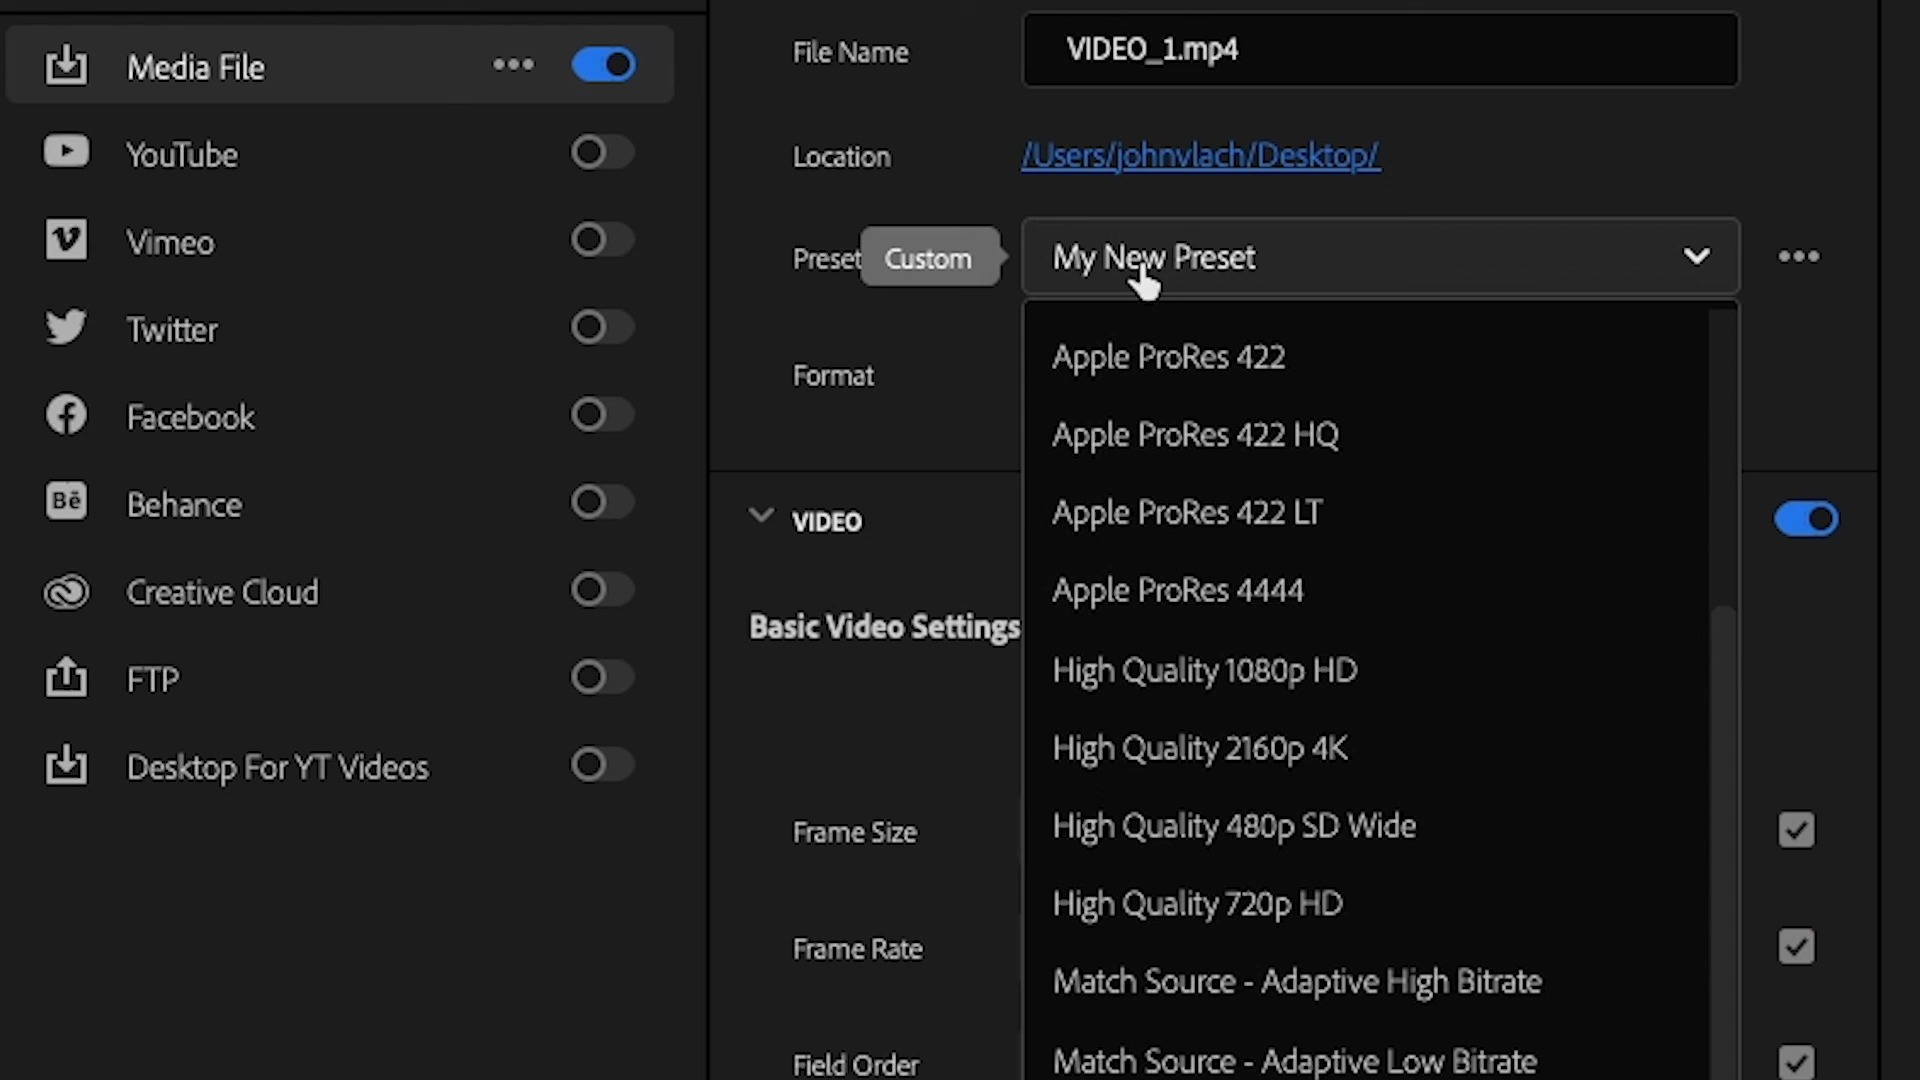 Media File
YouTube
Vimeo
Twitter
Facebook
Bē
Behance
Creative Cloud
FTP
Desktop For YT Videos
File Name
VIDEO_1.mp4
Location
/Users/johnvlach/Desktop/
Preset
Custom
My New Preset
Format
Apple ProRes 422
Apple ProRes 422 HQ
Apple ProRes 422 LT
Apple ProRes 4444
High Quality 1080p HD
High Quality 2160p 4K
High Quality 480p SD Wide
High Quality 720p HD
Match Source - Adaptive High Bitrate
Match Source - Adaptive Low Bitrate
VIDEO
Basic Video Settings
Frame Size
Frame Rate
Field Order